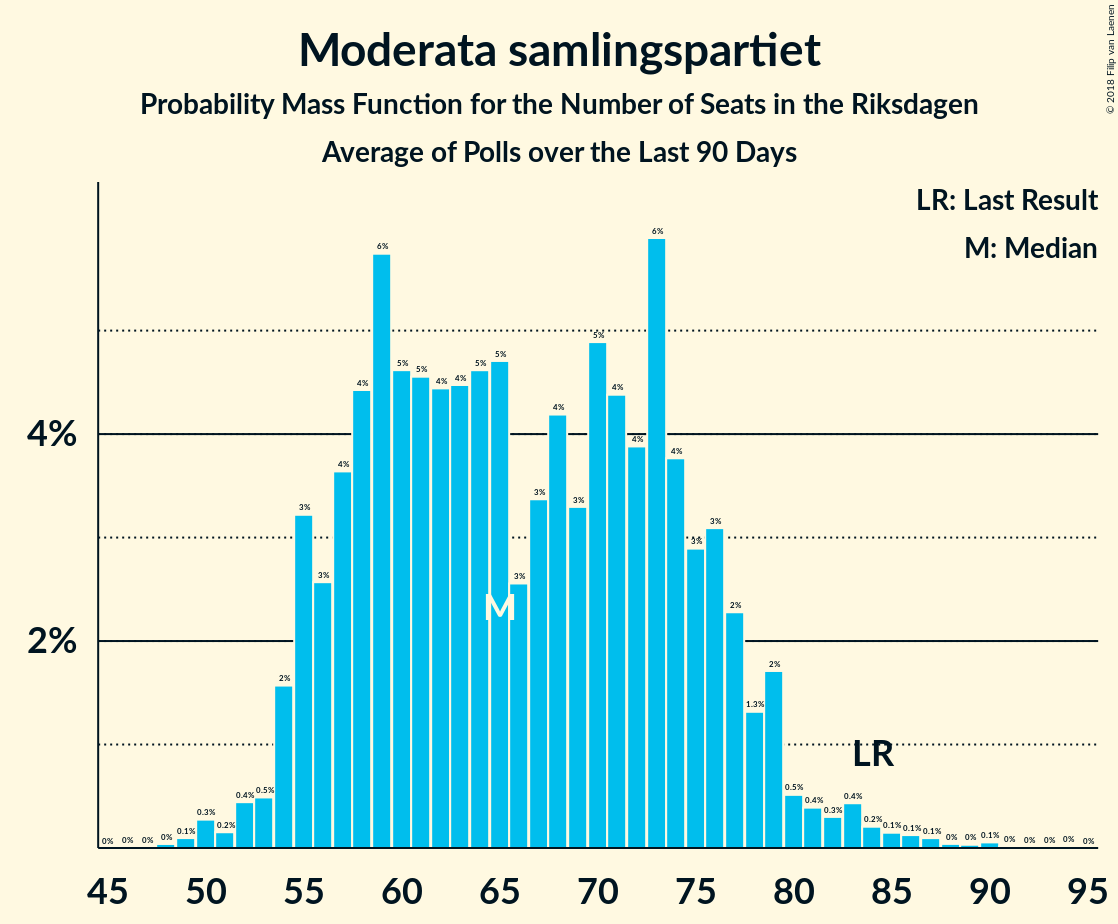 Moderata samlingspartiet
Probability Mass Function for the Number of Seats in the Riksdagen
Average of Polls over the Last 90 Days
© 2018 Filip van Laenen
LR: Last Result
M: Median
4%
2%
0% 0% 0% 0% 0.1% 0.3% 0.2% 0.4% 0.5% 2% 3% 3% 4% 4% 6% 5% 5% 4% 4% 5% 5% 3% 3% 4% 3% 5% 4% 4% 6% 4% 3% 3% 2% 1.3% 2% 0.5% 0.4% 0.3% 0.4% 0.2% 0.1% 0.1% 0.1% 0% 0% 0.1% 0% 0% 0% 0% 0%
M
LR
45 50 55 60 65 70 75 80 85 90 95